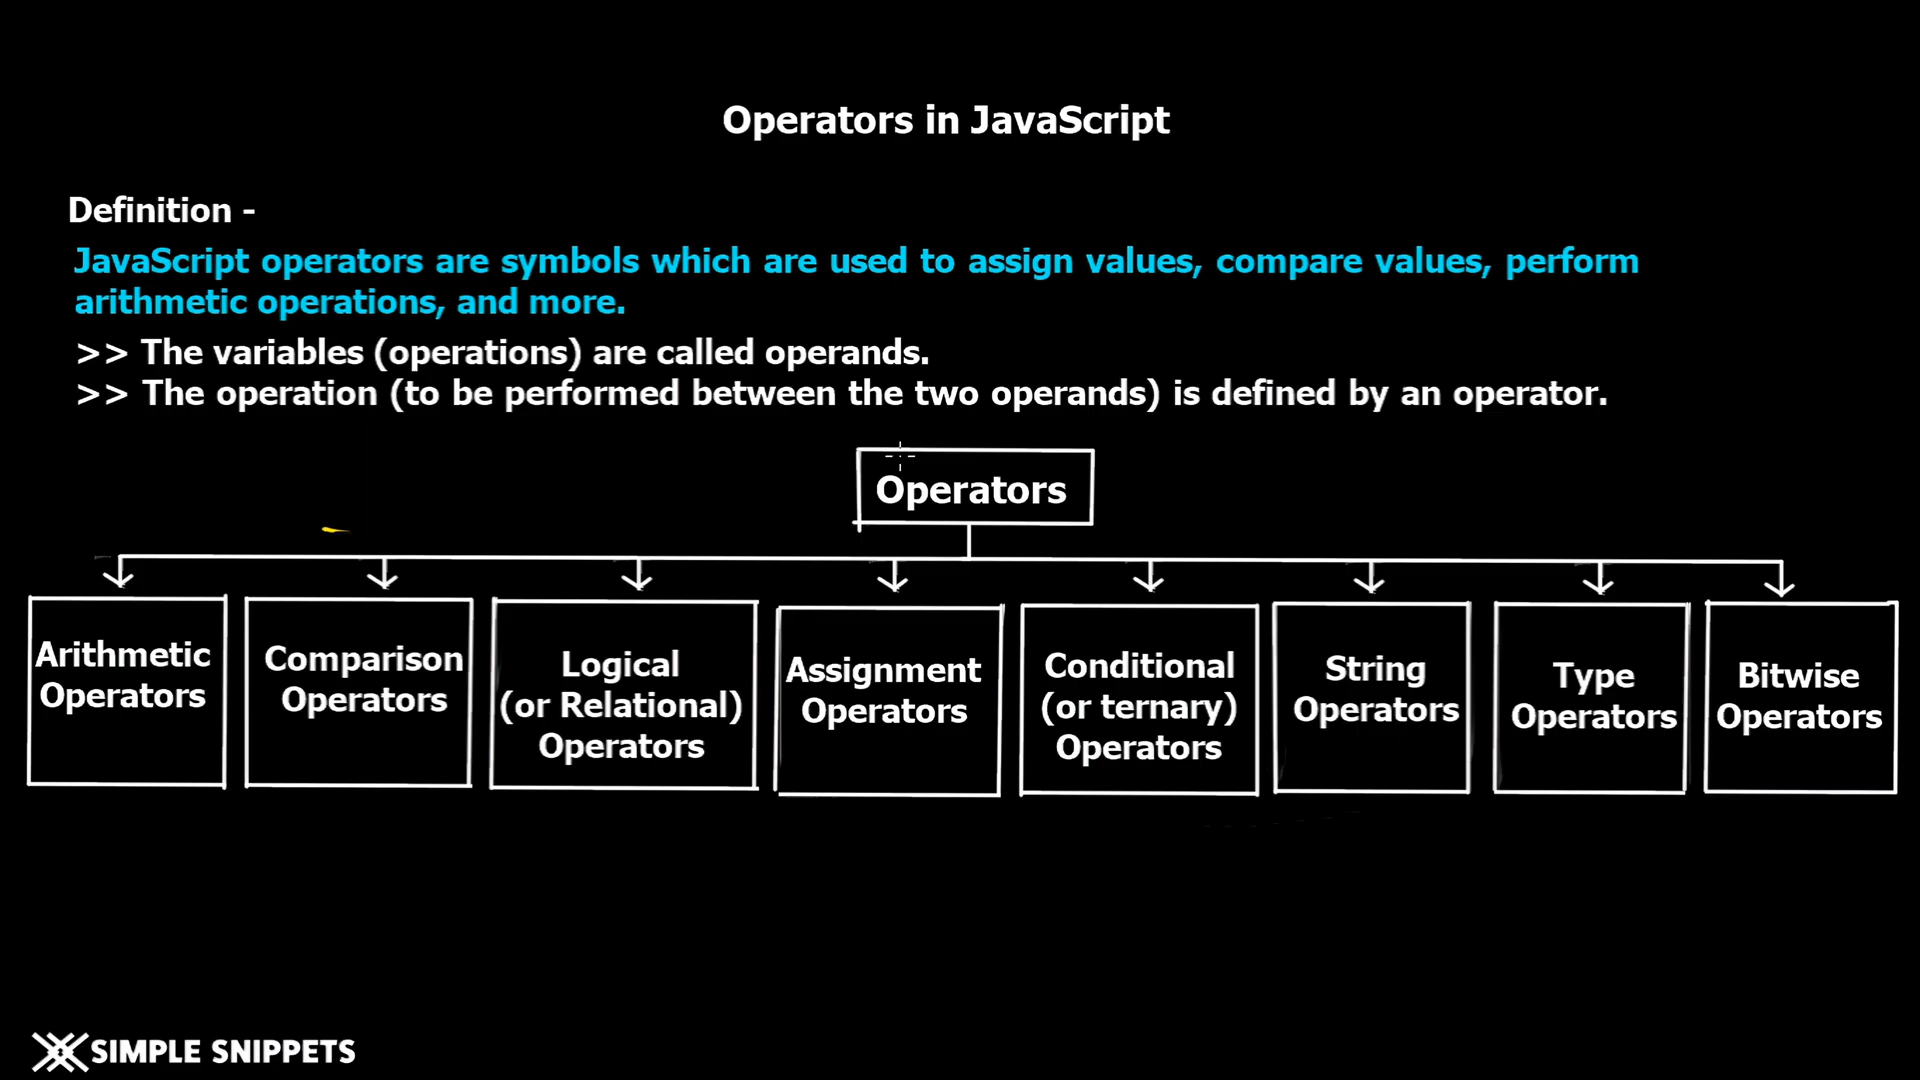 Operators in JavaScript
Definition -
JavaScript operators are symbols which are used to assign values, compare values, perform
arithmetic operations, and more.
>> The variables (operations) are called operands.
>> The operation (to be performed between the two operands) is defined by an operator.
Operators
Arithmetic
Operators
Comparison
Operators
Logical
(or Relational)
Operators
Assignment
Operators
Conditional
(or ternary)
Operators
String
Operators
Type
Operators
Bitwise
Operators
SIMPLE SNIPPETS